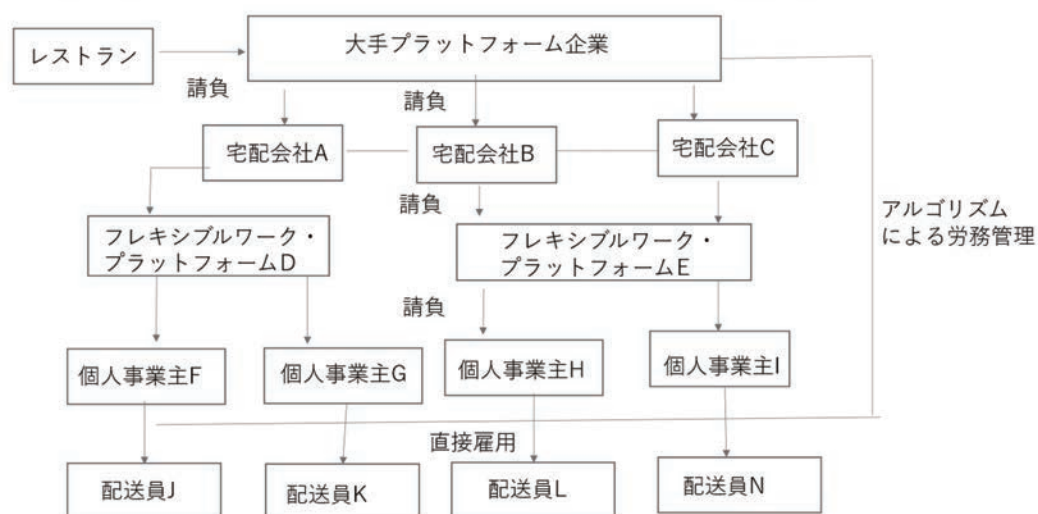 大手プラットフォーム企業
レストラン
請負
請負
宅配会社A
宅配会社B
宅配会社C
請負
アルゴリズム
による労務管理
フレキシブルワーク・
プラットフォームD
フレキシブルワーク・
プラットフォームE
請負
個人事業主F
個人事業主G
個人事業主H
個人事業主I
直接雇用
配送員J
配送員K
配送員L
配送員N